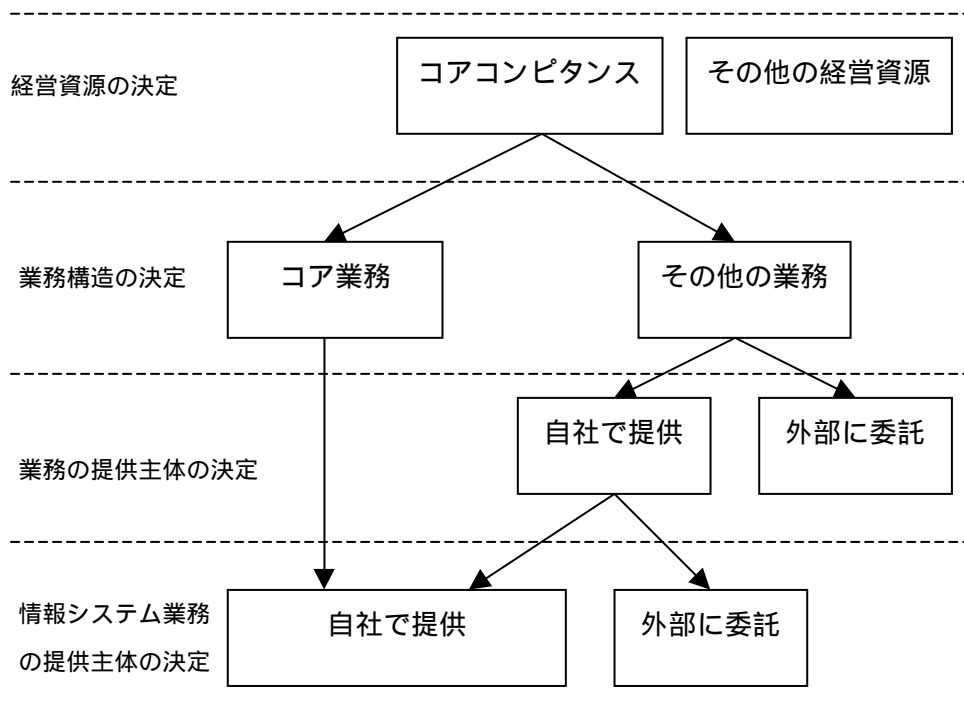 経営資源の決定
コアコンピタンス
その他の経営資源
業務構造の決定
コア業務
その他の業務
業務の提供主体の決定
自社で提供
外部に委託
情報システム業務
の提供主体の決定
自社で提供
外部に委託